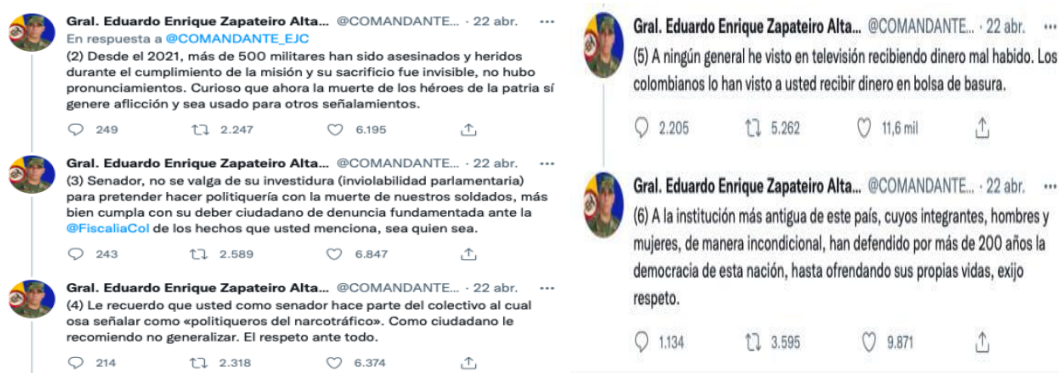 Gral. Eduardo Enrique Zapateiro Alta... @COMANDANTE_... · 22 abr.
En respuesta a @COMANDANTE_EJC
(2) Desde el 2021, más de 500 militares han sido asesinados y heridos
durante el cumplimiento de la misión y su sacrificio fue invisible, no hubo
pronunciamientos. Curioso que ahora la muerte de los héroes de la patria sí
genere aflicción y sea usado para otros señalamientos.
249 2.247 6.195
Gral. Eduardo Enrique Zapateiro Alta... @COMANDANTE_... · 22 abr.
(3) Senador, no se valga de su investidura (inviolabilidad parlamentaria)
para pretender hacer politiquería con la muerte de nuestros soldados, más
bien cumpla con su deber ciudadano de denuncia fundamentada ante la
@FiscaliaCol de los hechos que usted menciona, sea quien sea.
243 2.589 6.847
Gral. Eduardo Enrique Zapateiro Alta... @COMANDANTE_... · 22 abr.
(4) Le recuerdo que usted como senador hace parte del colectivo al cual
osa señalar como «politiqueros del narcotráfico». Como ciudadano le
recomiendo no generalizar. El respeto ante todo.
214 2.318 6.374
Gral. Eduardo Enrique Zapateiro Alta... @COMANDANTE_... · 22 abr.
(5) A ningún general he visto en televisión recibiendo dinero mal habido. Los
colombianos lo han visto a usted recibir dinero en bolsa de basura.
2.205 5.262 11,6 mil
Gral. Eduardo Enrique Zapateiro Alta... @COMANDANTE_... · 22 abr.
(6) A la institución más antigua de este país, cuyos integrantes, hombres y
mujeres, de manera incondicional, han defendido por más de 200 años la
democracia de esta nación, hasta ofrendando sus propias vidas, exijo
respeto.
1.134 3.595 9.871